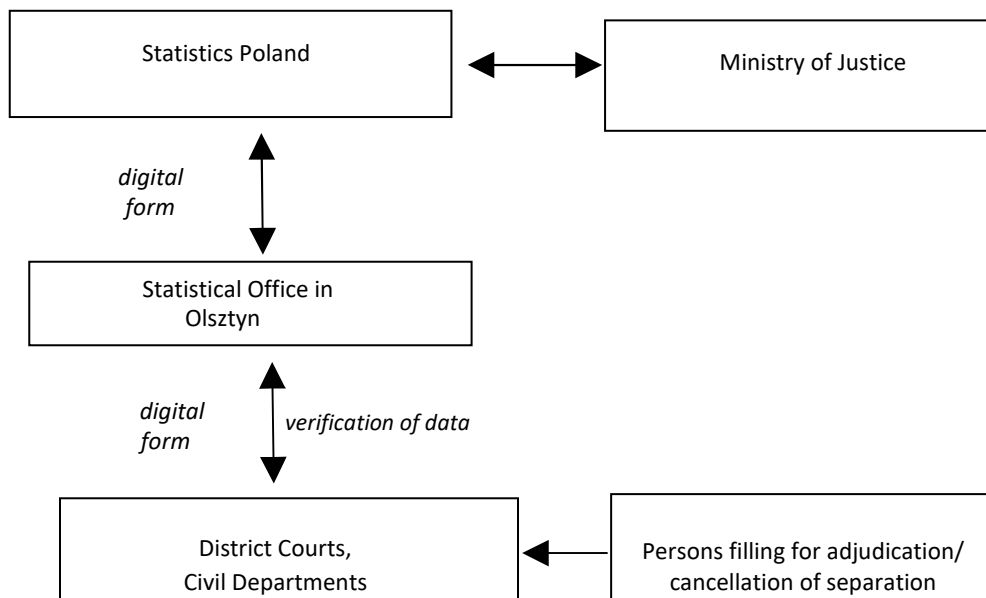 Statistics Poland
Ministry of Justice
digital
form
Statistical Office in
Olsztyn
digital
form
verification of data
District Courts,
Civil Departments
Persons filling for adjudication/
cancellation of separation